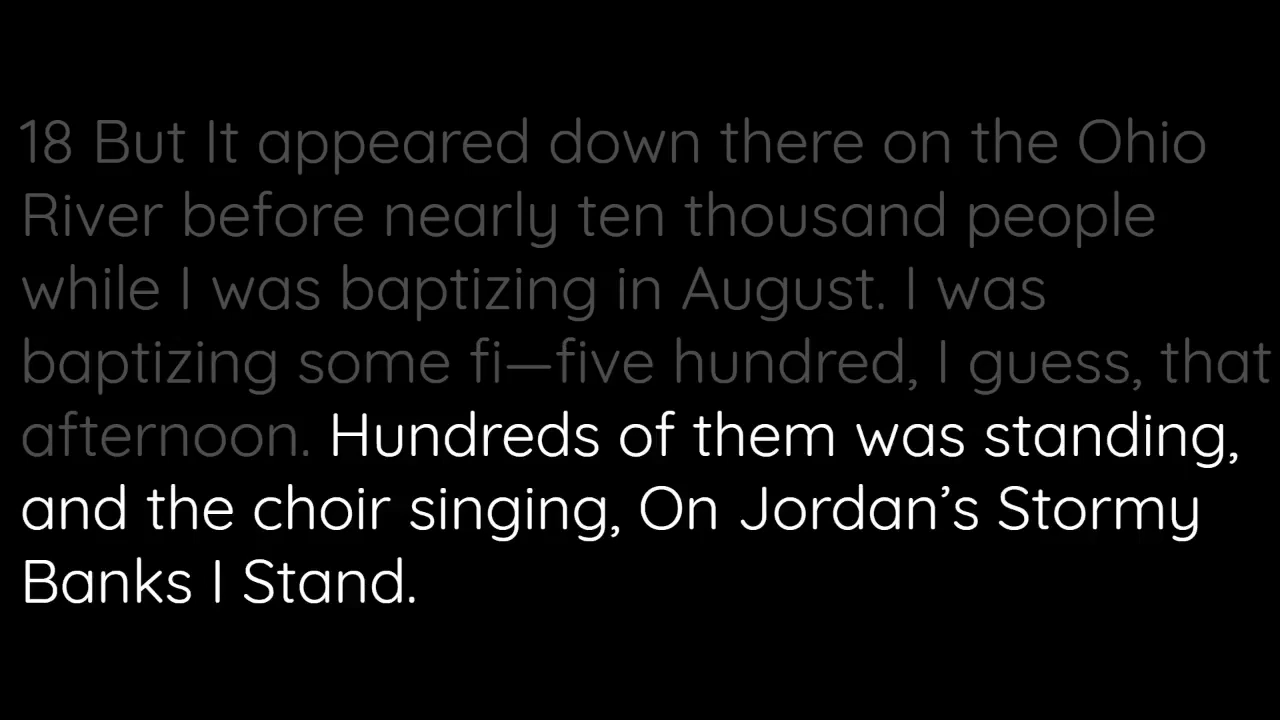 18 But It appeared down there on the Ohio
River before nearly ten thousand people
while I was baptizing in August. I was
baptizing some fi—five hundred, I guess, that
afternoon. Hundreds of them was standing,
and the choir singing, On Jordan’s Stormy
Banks I Stand.